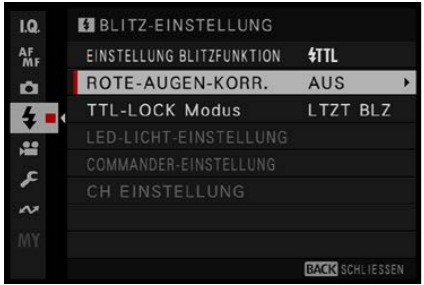 I.Q.
AF
MF
MY
BLITZ-EINSTELLUNG
EINSTELLUNG BLITZFUNKTION TTL
ROTE-AUGEN-KORR. AUS
TTL-LOCK Modus LTZT BLZ
LED-LICHT-EINSTELLUNG
COMMANDER-EINSTELLUNG
CH EINSTELLUNG
BACK SCHLIESSEN